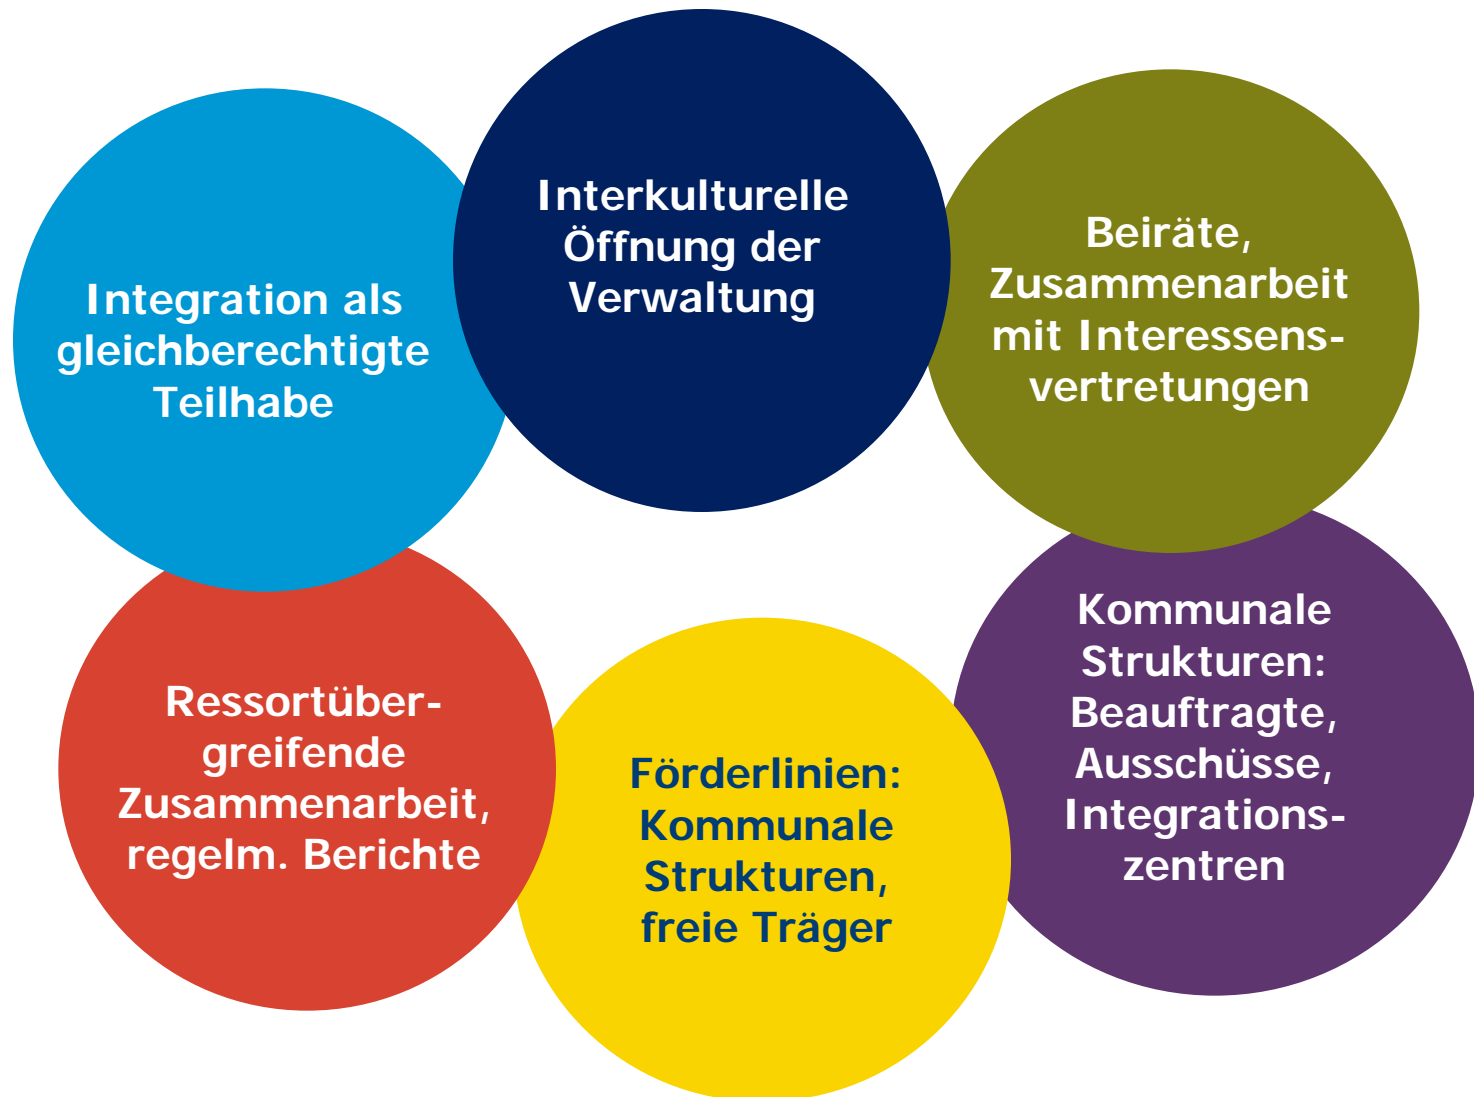 Integration als
gleichberechtigte
Teilhabe
Interkulturelle
Öffnung der
Verwaltung
Beiräte,
Zusammenarbeit
mit Interessens-
vertretungen
Ressortüber-
greifende
Zusammenarbeit,
regelm. Berichte
Förderlinien:
Kommunale
Strukturen,
freie Träger
Kommunale
Strukturen:
Beauftragte,
Ausschüsse,
Integrations-
zentren